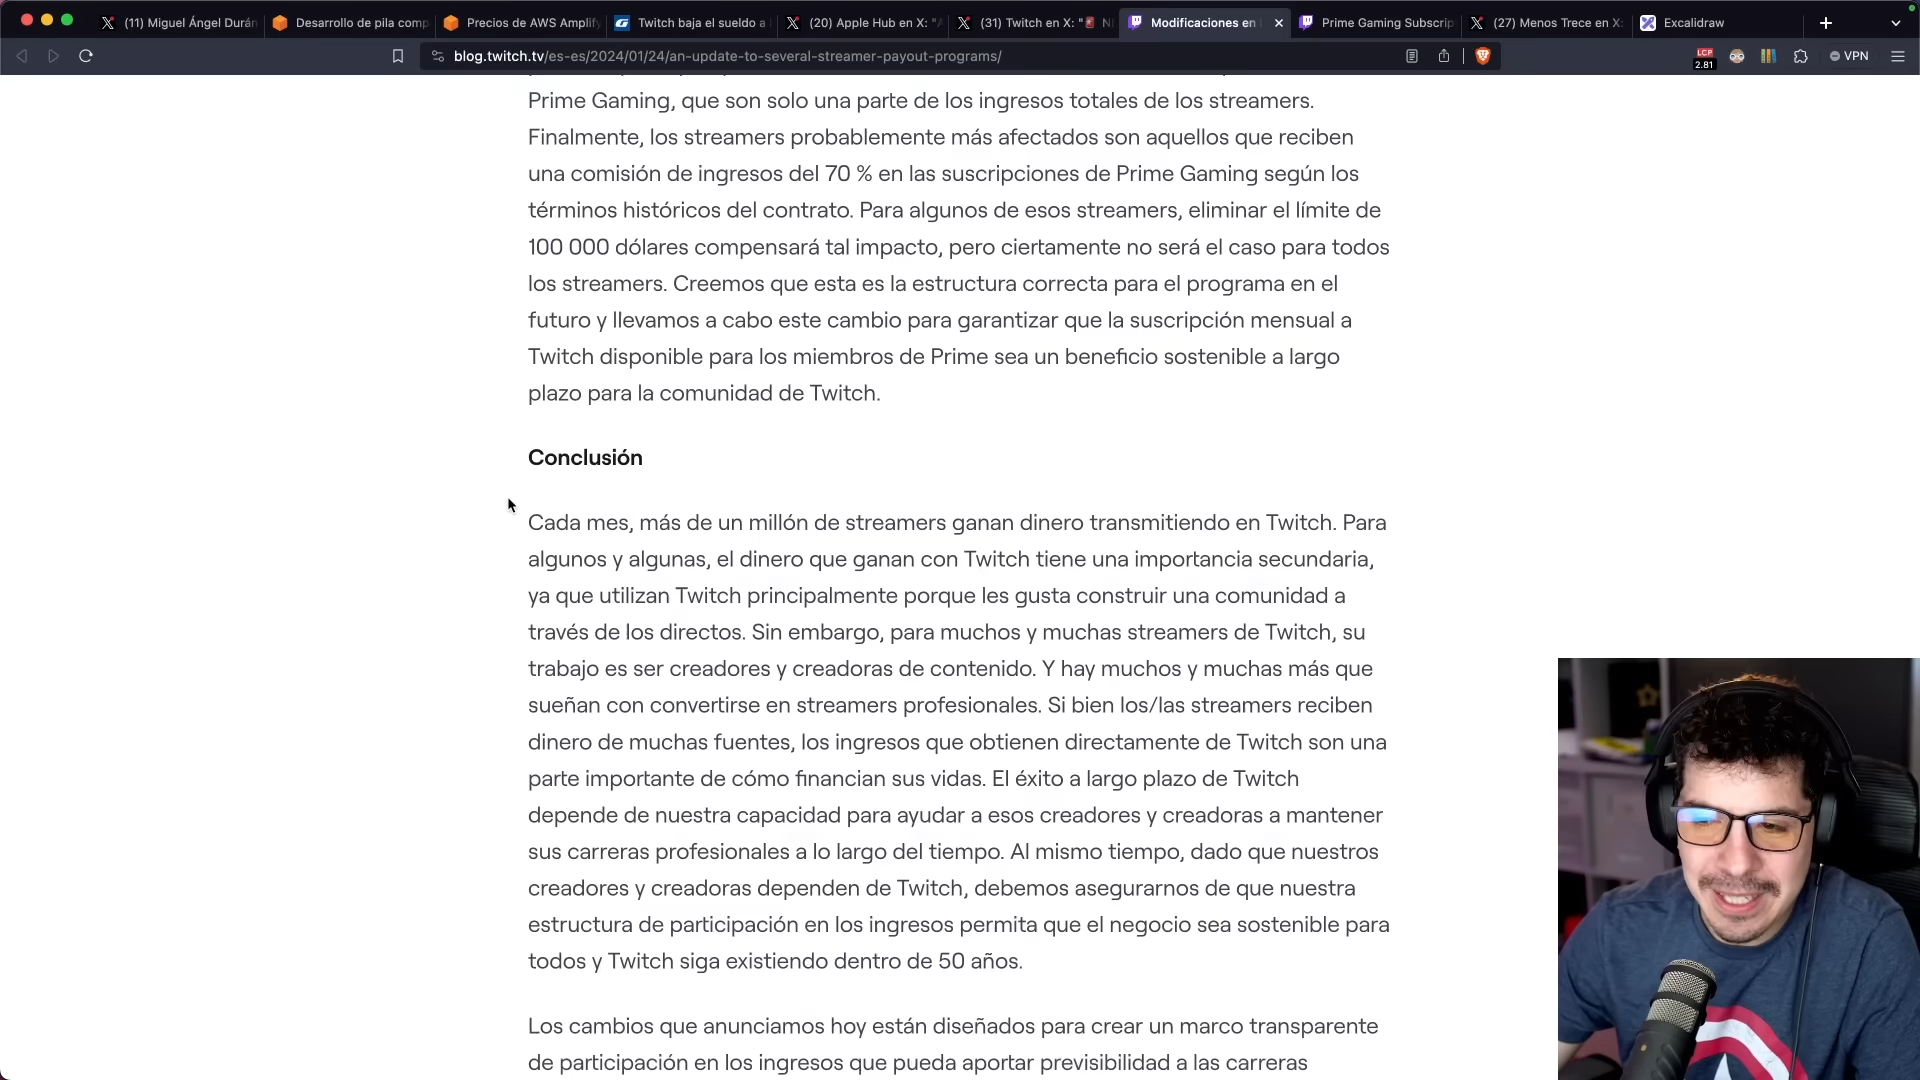 (11) Miguel Ángel Durán
Desarrollo de pila comp
Precios de AWS Amplify
Twitch baja el sueldo a
(20) Apple Hub en X: "
(31) Twitch en X: "
Modificaciones en
Prime Gaming Subscrip
(27) Menos Trece en X:
Excalidraw
blog.twitch.tv/es-es/2024/01/24/an-update-to-several-streamer-payout-programs/
LCP
2.81
VPN
Prime Gaming, que son solo una parte de los ingresos totales de los streamers.
Finalmente, los streamers probablemente más afectados son aquellos que reciben
una comisión de ingresos del 70 % en las suscripciones de Prime Gaming según los
términos históricos del contrato. Para algunos de esos streamers, eliminar el límite de
100 000 dólares compensará tal impacto, pero ciertamente no será el caso para todos
los streamers. Creemos que esta es la estructura correcta para el programa en el
futuro y llevamos a cabo este cambio para garantizar que la suscripción mensual a
Twitch disponible para los miembros de Prime sea un beneficio sostenible a largo
plazo para la comunidad de Twitch.
Conclusión
Cada mes, más de un millón de streamers ganan dinero transmitiendo en Twitch. Para
algunos y algunas, el dinero que ganan con Twitch tiene una importancia secundaria,
ya que utilizan Twitch principalmente porque les gusta construir una comunidad a
través de los directos. Sin embargo, para muchos y muchas streamers de Twitch, su
trabajo es ser creadores y creadoras de contenido. Y hay muchos y muchas más que
sueñan con convertirse en streamers profesionales. Si bien los/las streamers reciben
dinero de muchas fuentes, los ingresos que obtienen directamente de Twitch son una
parte importante de cómo financian sus vidas. El éxito a largo plazo de Twitch
depende de nuestra capacidad para ayudar a esos creadores y creadoras a mantener
sus carreras profesionales a lo largo del tiempo. Al mismo tiempo, dado que nuestros
creadores y creadoras dependen de Twitch, debemos asegurarnos de que nuestra
estructura de participación en los ingresos permita que el negocio sea sostenible para
todos y Twitch siga existiendo dentro de 50 años.
Los cambios que anunciamos hoy están diseñados para crear un marco transparente
de participación en los ingresos que pueda aportar previsibilidad a las carreras